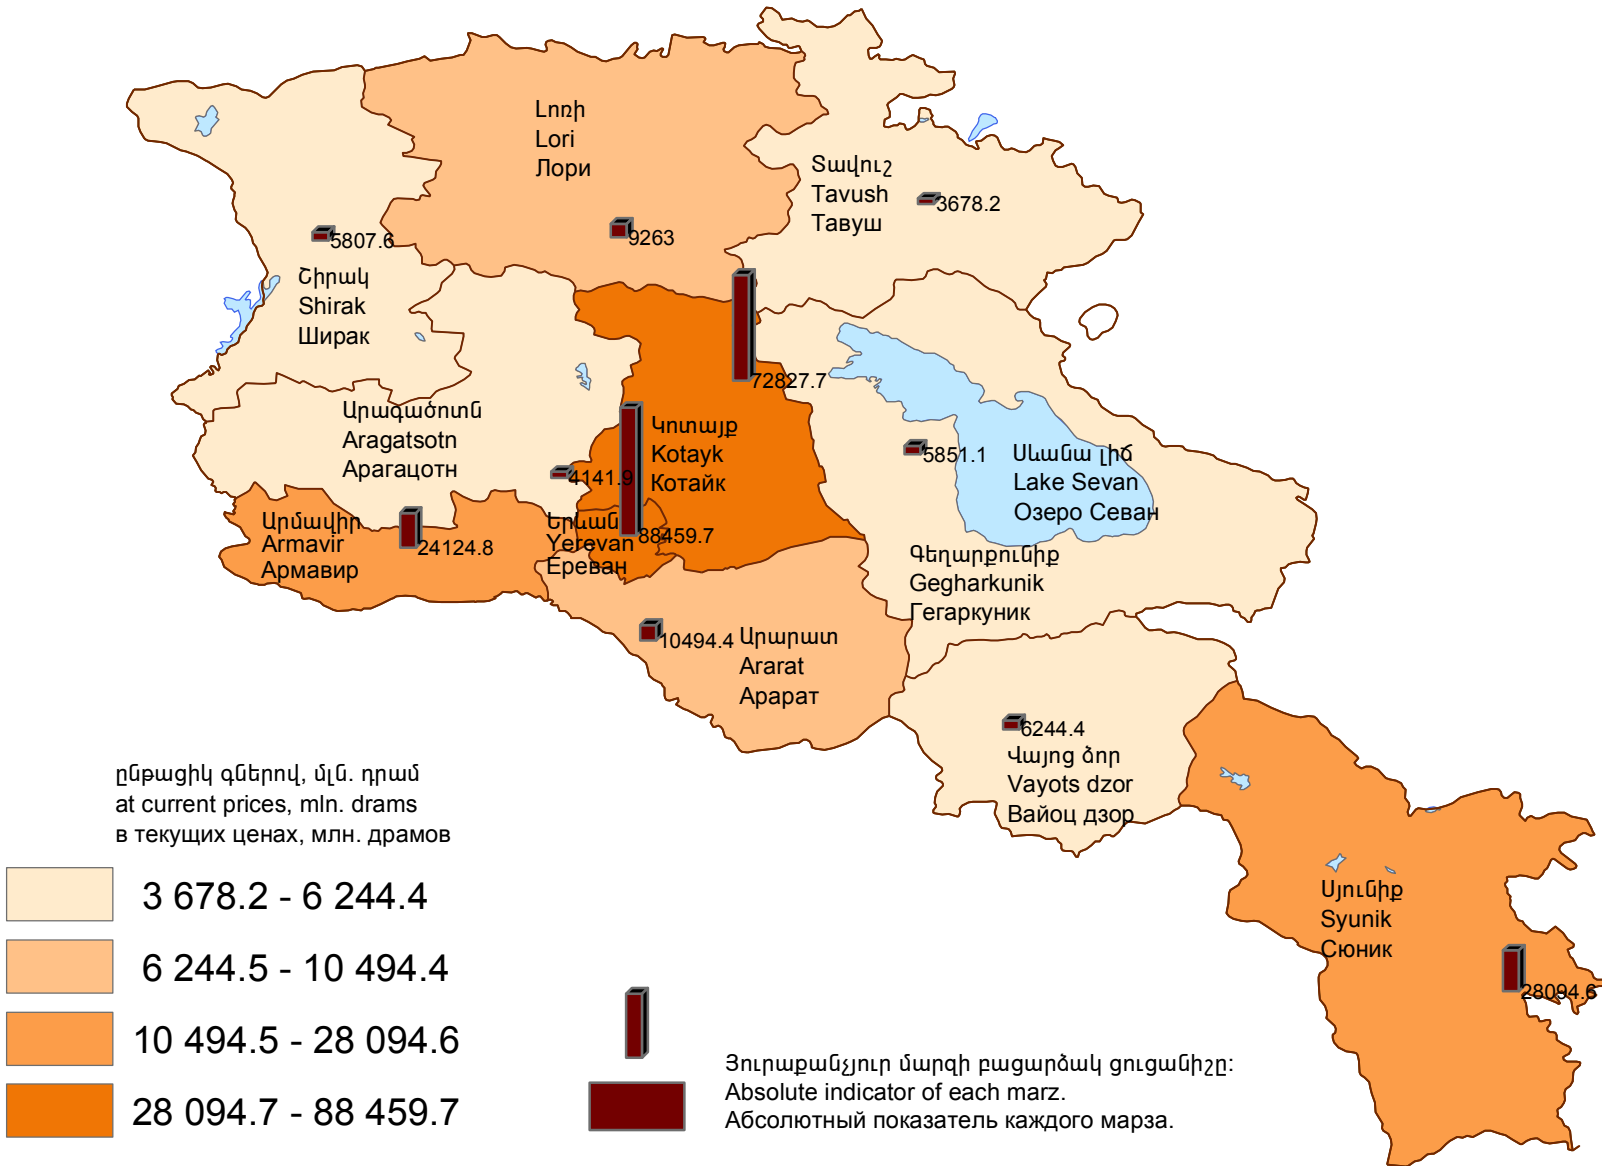 Լոռի
Lori
Лори
9263
Տավուշ
Tavush
Тавуш
3678.2
5807.6
Շիրակ
Shirak
Ширак
72827.7
Արագածոտն
Aragatsotn
Арагацотн
4141.9
Կոտայք
Kotayk
Котайк
5851.1
Սևանա լիճ
Lake Sevan
Озеро Севан
Արմավիր
Armavir
Армавир
24124.8
Երևան
Yerevan
Ереван
88459.7
Գեղարքունիք
Gegharkunik
Гегаркуник
10494.4
Արարատ
Ararat
Арарат
6244.4
Վայոց ձոր
Vayots dzor
Вайоц дзор
Սյունիք
Syunik
Сюник
28094.6
ընթացիկ գներով, մլն. դրամ
at current prices, mln. drams
в текущих ценах, млн. драмов
3 678.2 - 6 244.4
6 244.5 - 10 494.4
10 494.5 - 28 094.6
28 094.7 - 88 459.7
Յուրաքանչյուր մարզի բացարձակ ցուցանիշը:
Absolute indicator of each marz.
Абсолютный показатель каждого марза.